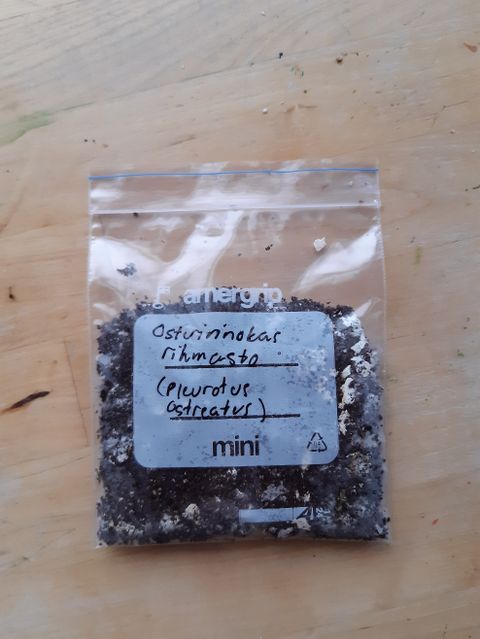 amergrip
Osterivinokas
rihmasto
(Pleurotus
ostreatus)
mini